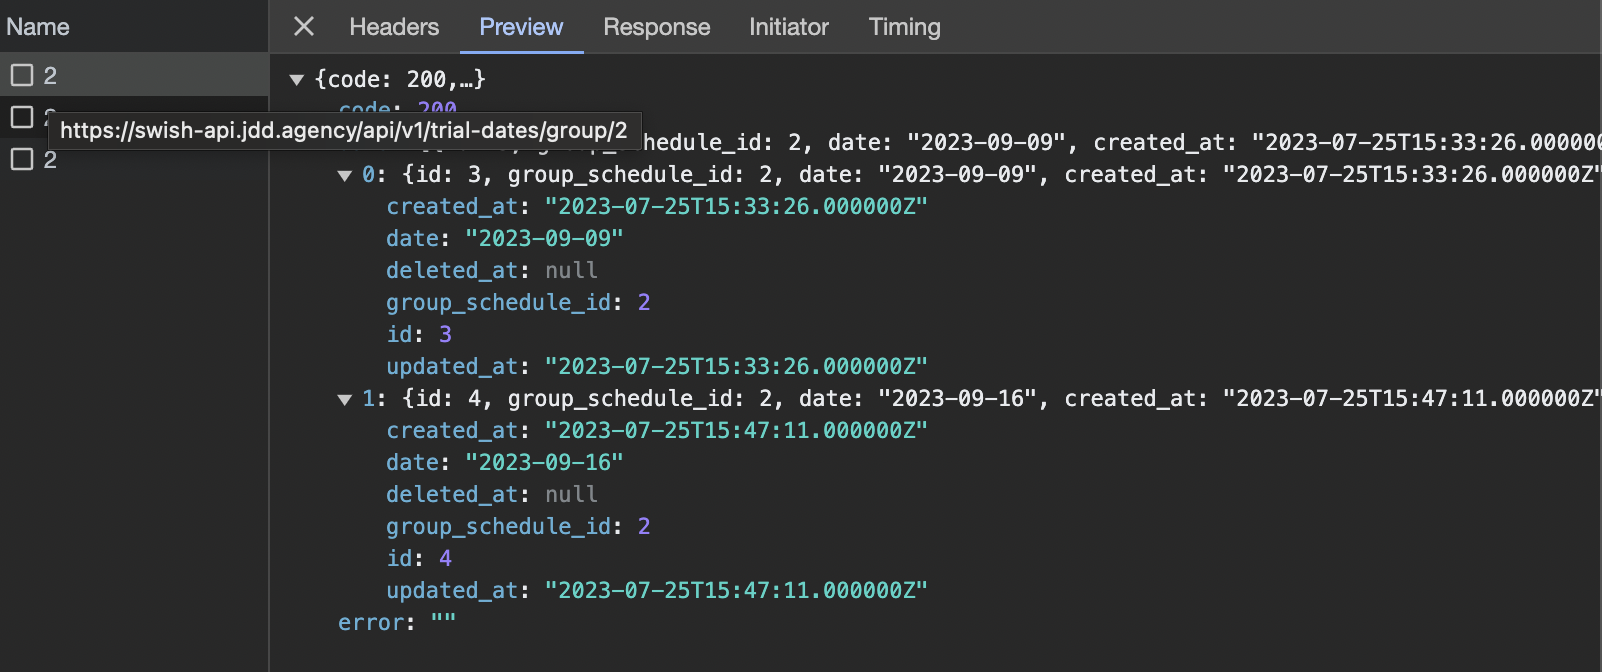 Name
Headers Preview Response Initiator Timing
2
{code: 200,…}
code: 200
https://swish-api.jdd.agency/api/v1/trial-dates/group/2
hedule_id: 2, date: "2023-09-09", created_at: "2023-07-25T15:33:26.00000
2
0: {id: 3, group_schedule_id: 2, date: "2023-09-09", created_at: "2023-07-25T15:33:26.000000Z"
created_at: "2023-07-25T15:33:26.000000Z"
date: "2023-09-09"
deleted_at: null
group_schedule_id: 2
id: 3
updated_at: "2023-07-25T15:33:26.000000Z"
1: {id: 4, group_schedule_id: 2, date: "2023-09-16", created_at: "2023-07-25T15:47:11.000000Z"
created_at: "2023-07-25T15:47:11.000000Z"
date: "2023-09-16"
deleted_at: null
group_schedule_id: 2
id: 4
updated_at: "2023-07-25T15:47:11.000000Z"
error: ""